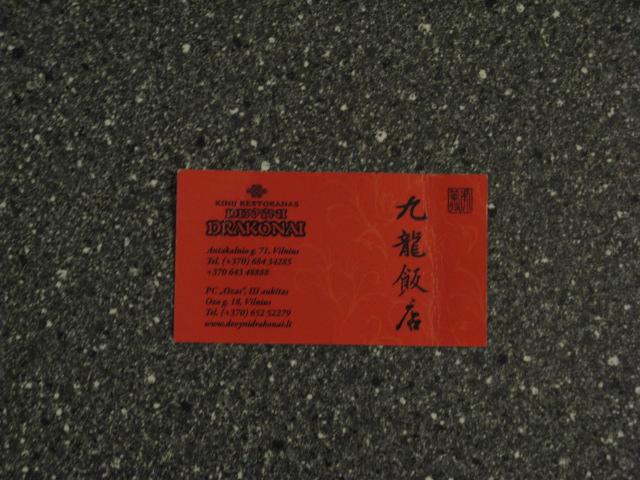 KINŲ RESTORANAS
DEVYNI
DRAKONAI
Antakalnio g. 71, Vilnius
Tel. (+370) 684 34285
+370 643 48888
PC „Ozas", III aukštas
Ozo g. 18, Vilnius
Tel. (+370) 652 52279
www.devynidrakonai.lt
九龍飯店